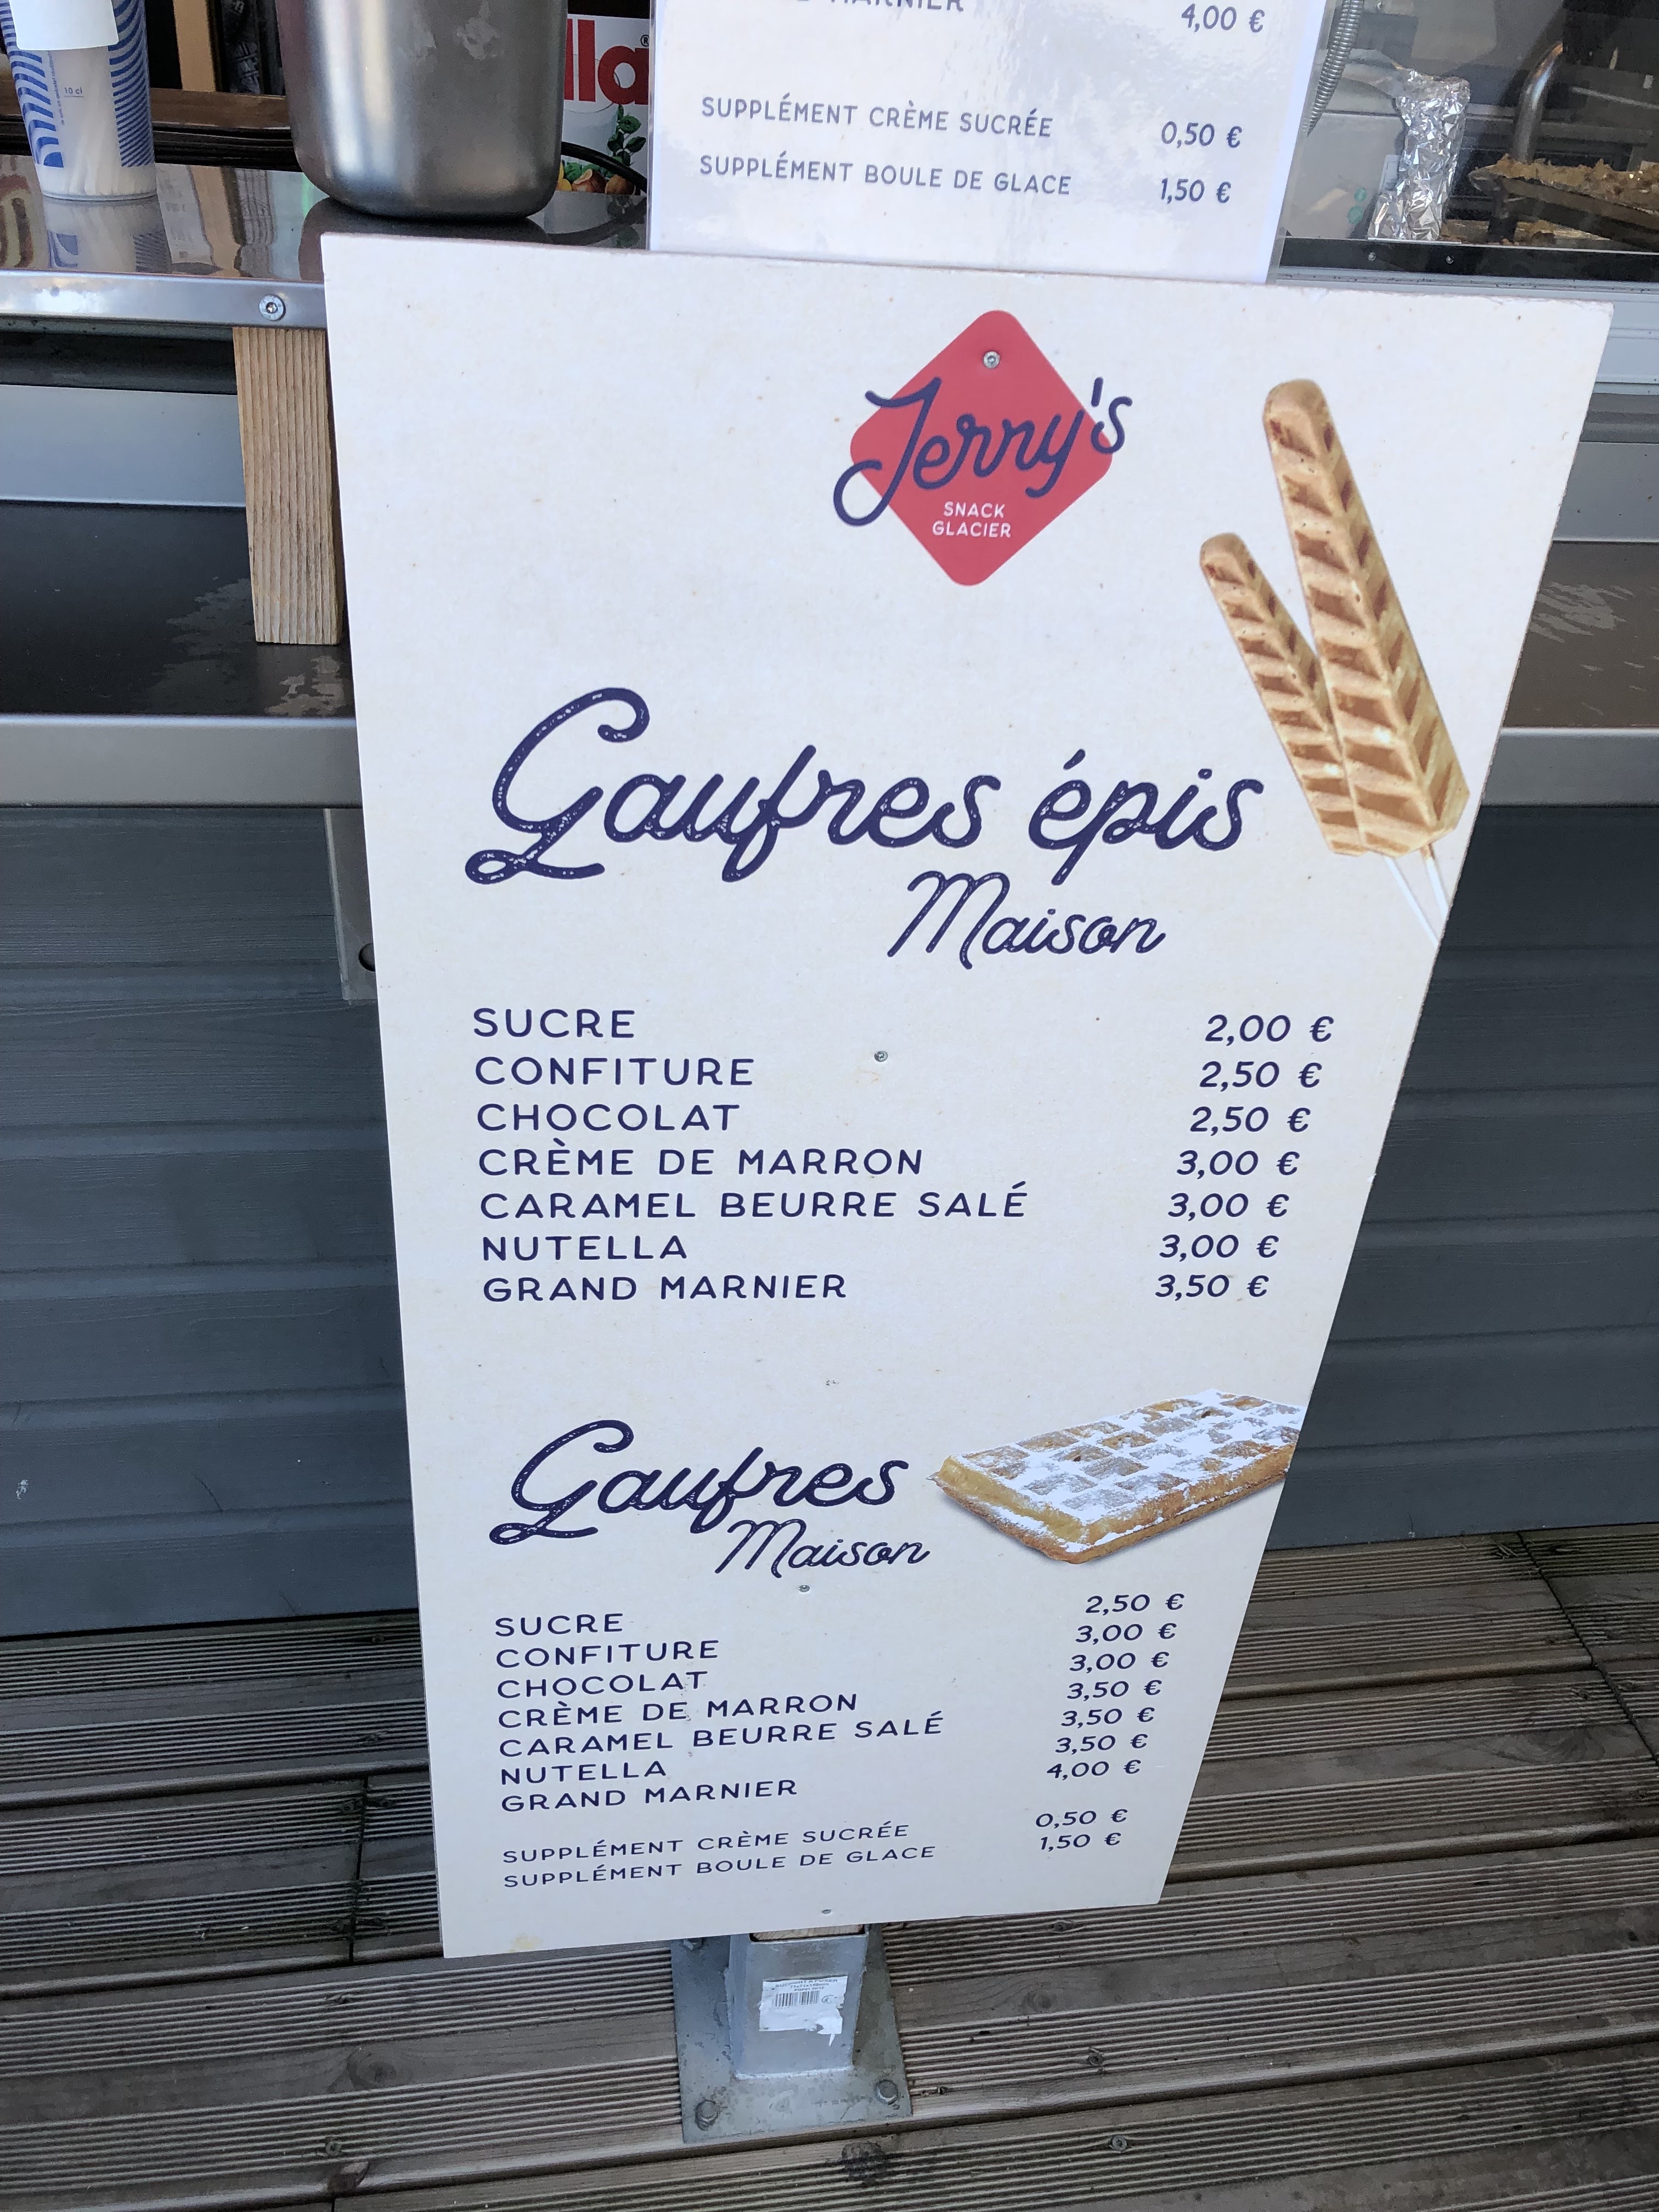 MARNIER 4,00 €
SUPPLÉMENT CRÈME SUCRÉE 0,50 €
SUPPLÉMENT BOULE DE GLACE 1,50 €
lla
10 cl
Jerry's
SNACK
GLACIER
Gaufres épis
Maison
SUCRE 2,00 €
CONFITURE 2,50 €
CHOCOLAT 2,50 €
CRÈME DE MARRON 3,00 €
CARAMEL BEURRE SALÉ 3,00 €
NUTELLA 3,00 €
GRAND MARNIER 3,50 €
Gaufres
Maison
SUCRE 2,50 €
CONFITURE 3,00 €
CHOCOLAT 3,00 €
CRÈME DE MARRON 3,50 €
CARAMEL BEURRE SALÉ 3,50 €
NUTELLA 3,50 €
GRAND MARNIER 4,00 €
SUPPLÉMENT CRÈME SUCRÉE 0,50 €
SUPPLÉMENT BOULE DE GLACE 1,50 €